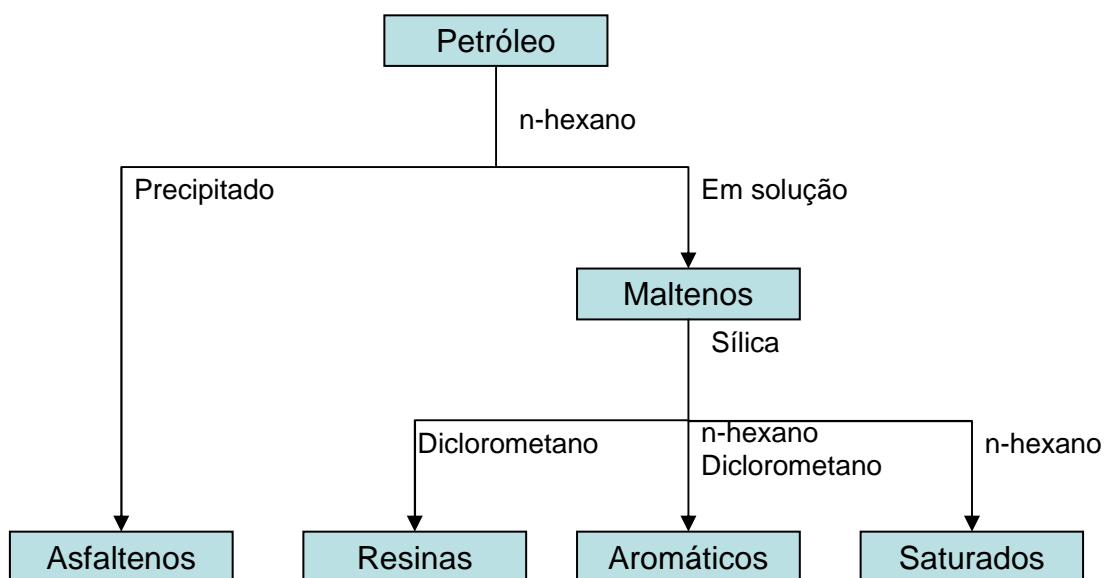 Petróleo
n-hexano
Precipitado
Em solução
Maltenos
Sílica
Diclorometano
n-hexano
Diclorometano
n-hexano
Asfaltenos
Resinas
Aromáticos
Saturados